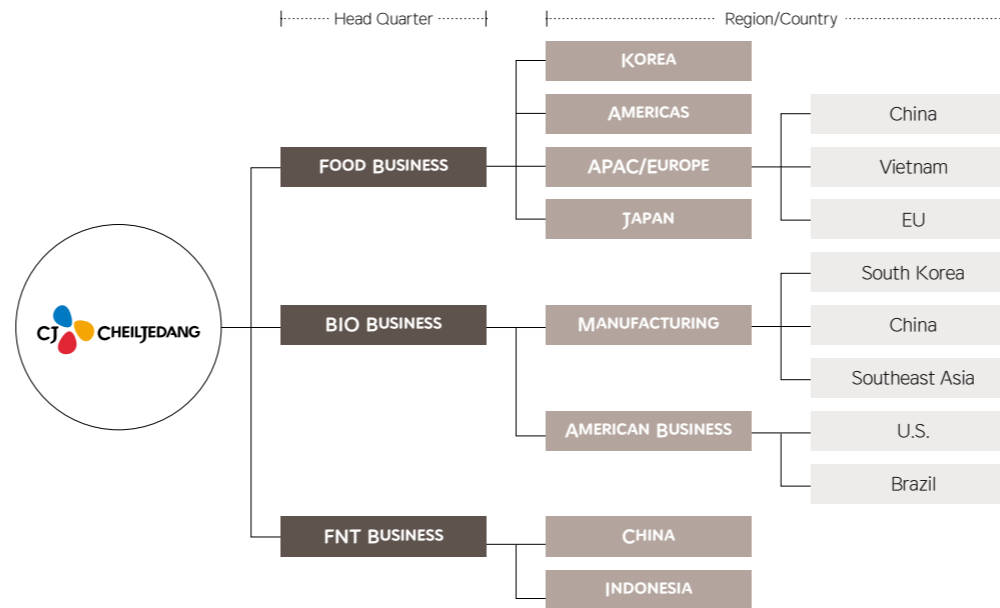 Head Quarter
Region/Country
KOREA
AMERICAS
China
FOOD BUSINESS
APAC/EUROPE
Vietnam
JAPAN
EU
South Korea
CJ CHEILJEDANG
BIO BUSINESS
MANUFACTURING
China
Southeast Asia
AMERICAN BUSINESS
U.S.
Brazil
FNT BUSINESS
CHINA
INDONESIA